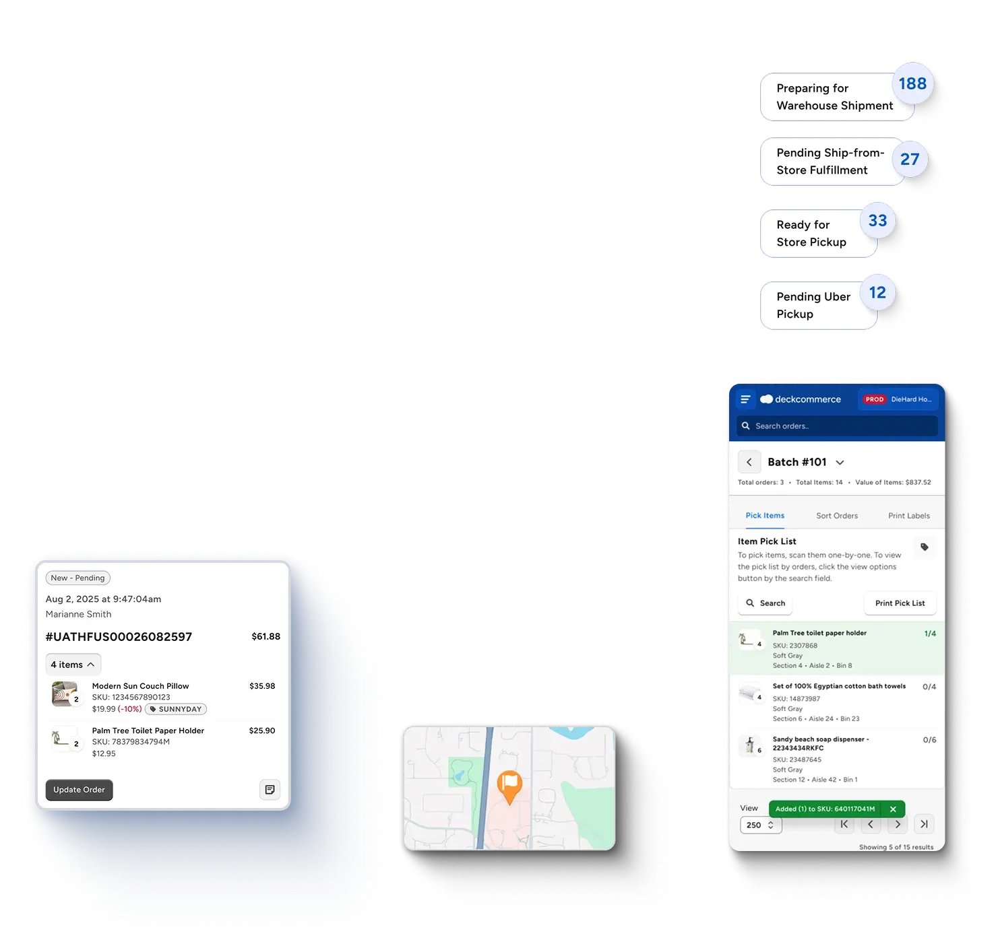 Preparing for
Warehouse Shipment
188
Pending Ship-from-
Store Fulfillment
27
Ready for
Store Pickup
33
Pending Uber
Pickup
12
New - Pending
Aug 2, 2025 at 9:47:04am
Marianne Smith
#UATHFUS00026082597 $61.88
4 items
2 Modern Sun Couch Pillow $35.98
SKU: 1234567890123
$19.99 (-10%) SUNNYDAY
2 Palm Tree Toilet Paper Holder $25.90
SKU: 78379834794M
$12.95
Update Order
deckcommerce PROD DieHard Ho...
Search orders..
Batch #101
Total orders: 3 • Total Items: 14 • Value of Items: $837.52
Pick Items Sort Orders Print Labels
Item Pick List
To pick items, scan them one-by-one. To view
the pick list by orders, click the view options
button by the search field.
Search Print Pick List
4 Palm Tree toilet paper holder 1/4
SKU: 2307868
Soft Gray
Section 4 • Aisle 2 • Bin 8
4 Set of 100% Egyptian cotton bath towels 0/4
SKU: 14873987
Soft Gray
Section 6 • Aisle 24 • Bin 23
6 Sandy beach soap dispenser - 0/6
22343434RKFC
SKU: 23487645
Soft Gray
Section 12 • Aisle 42 • Bin 1
View Added (1) to SKU: 640117041M
250
Showing 5 of 15 results